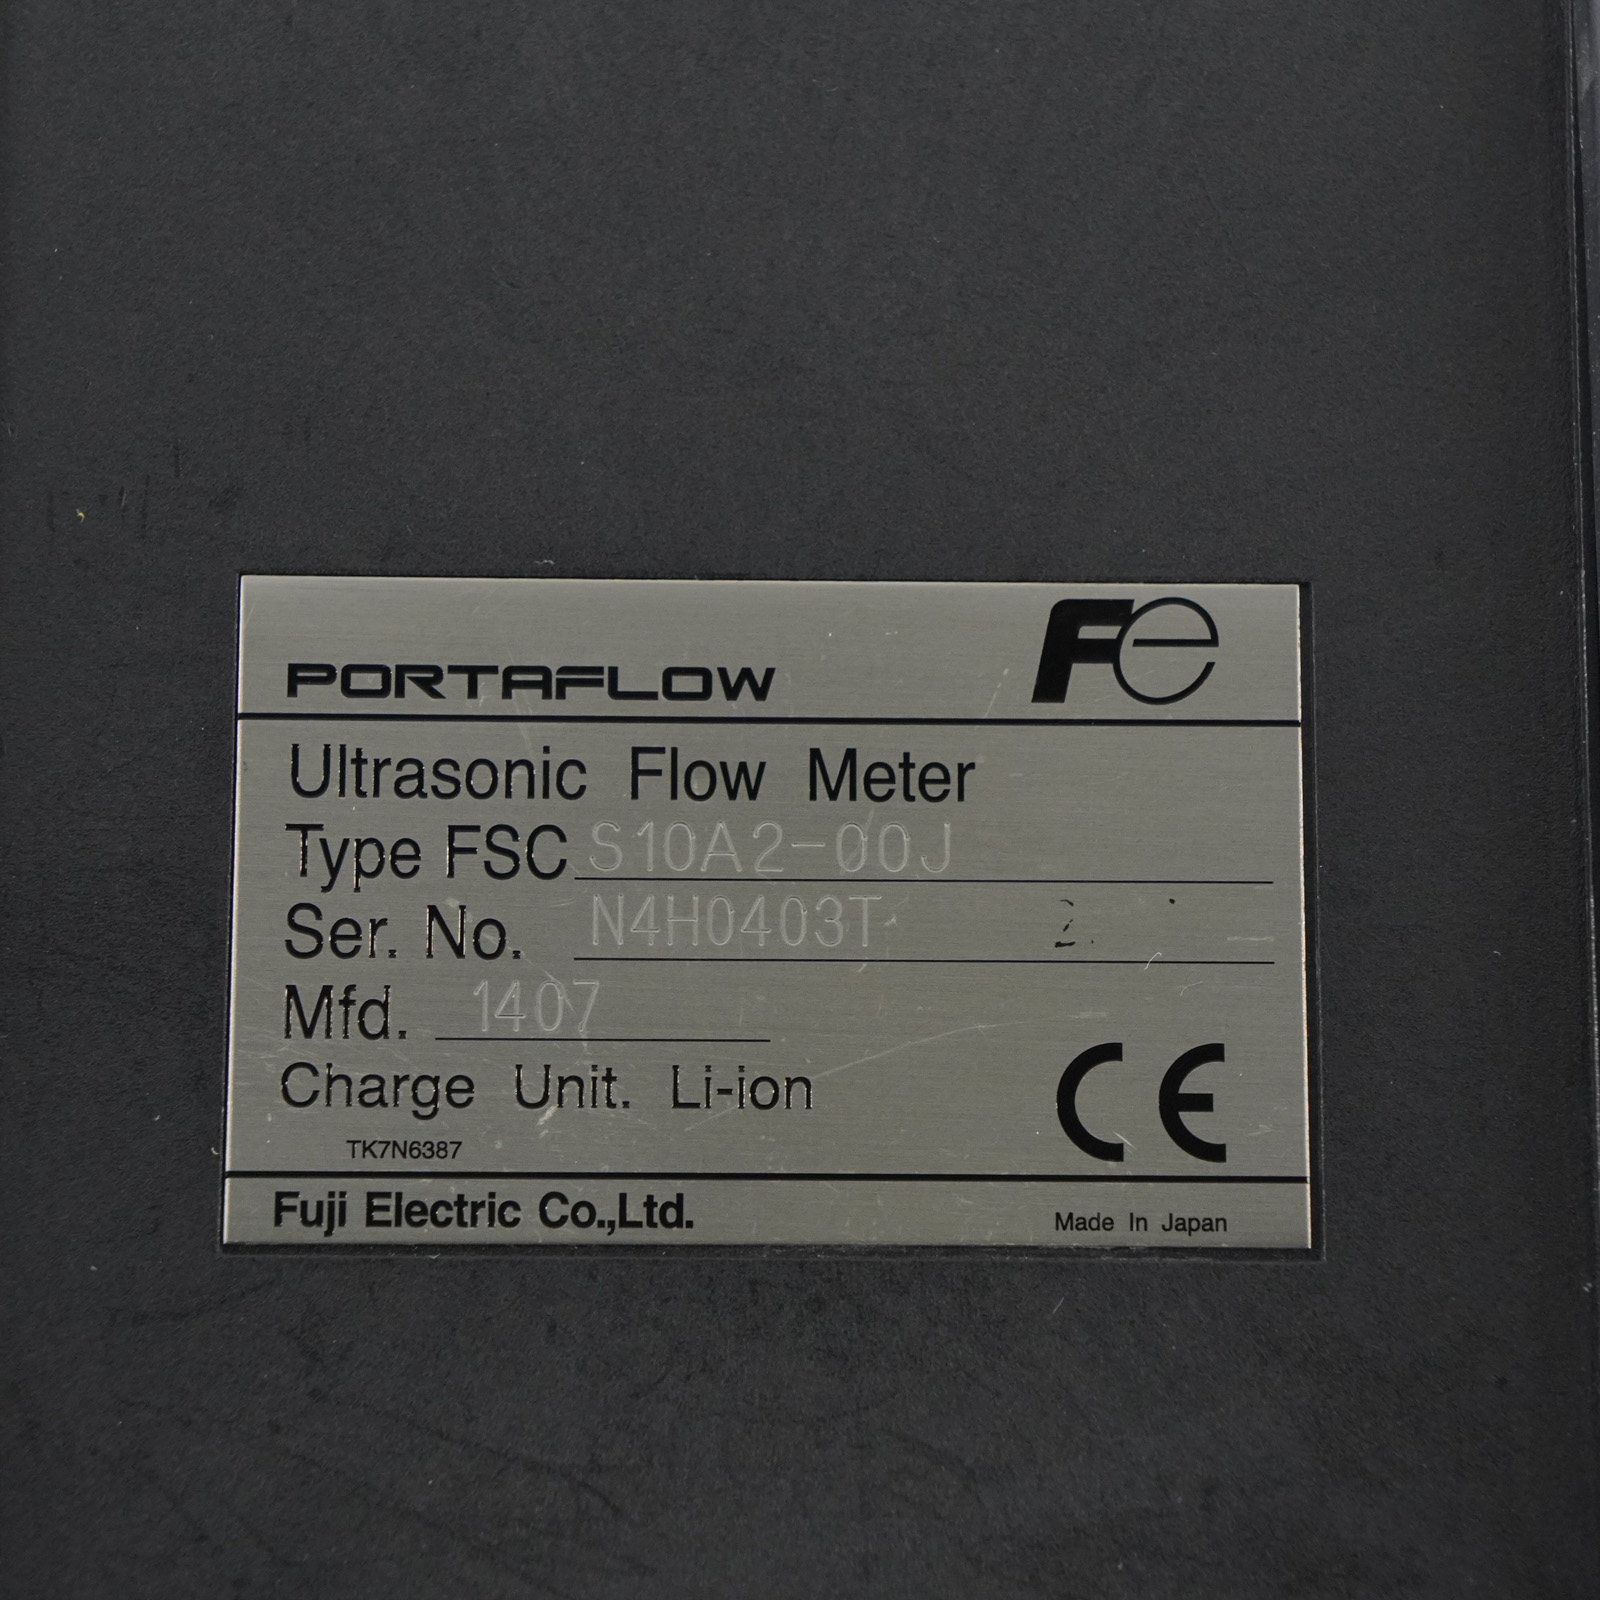 PORTAFLOW Fe
Ultrasonic Flow Meter
Type FSC S10A2-00J
Ser. No. N4H0403T
Mfd. 1407
Charge Unit. Li-ion
CE
TK7N6387
Fuji Electric Co.,Ltd. Made In Japan